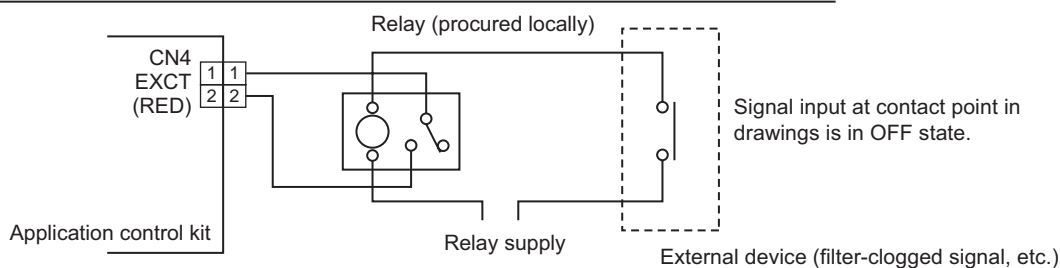 Relay (procured locally)
CN4
EXCT
(RED)
1 1
2 2
Signal input at contact point in
drawings is in OFF state.
Application control kit
Relay supply
External device (filter-clogged signal, etc.)